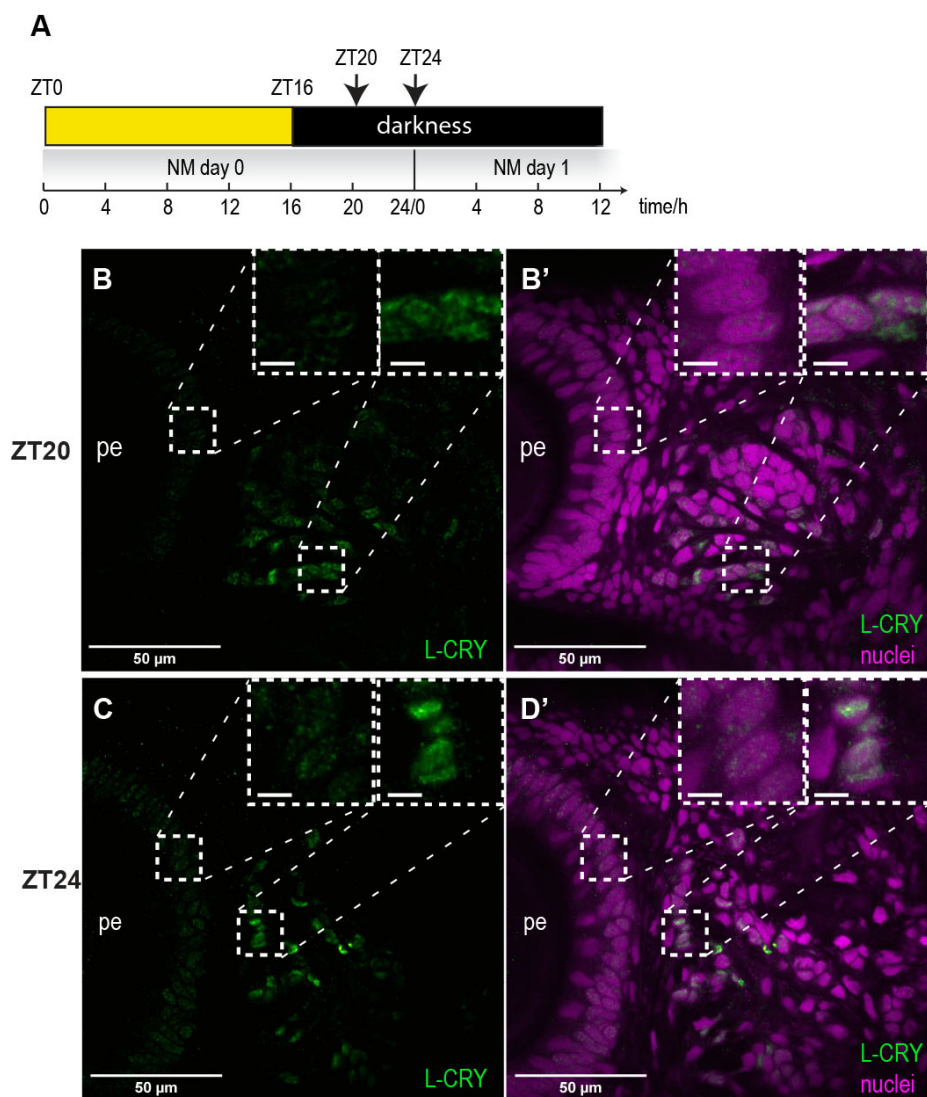 A
ZT20 ZT24
ZT0 ZT16
darkness
NM day 0 NM day 1
0 4 8 12 16 20 24/0 4 8 12 time/h
B B’
ZT20 pe pe
50 µm L-CRY 50 µm L-CRY
nuclei
C D’
ZT24
pe pe
50 µm L-CRY 50 µm L-CRY
nuclei